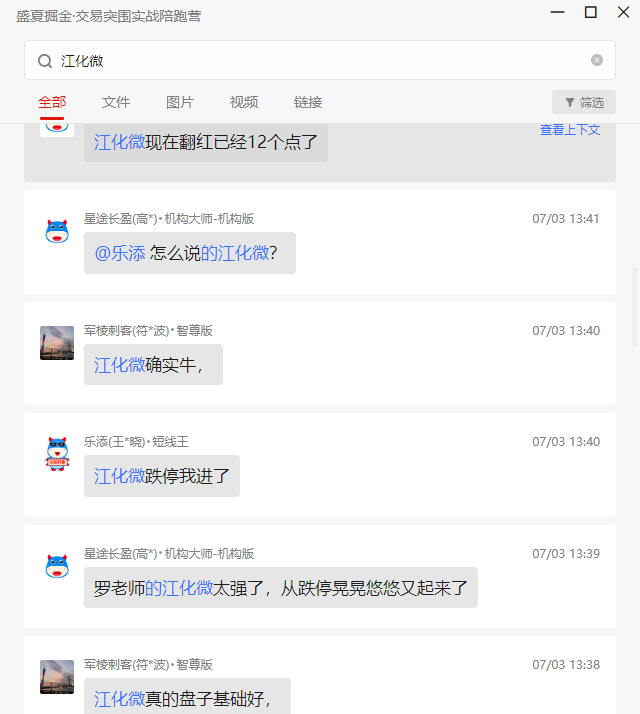 盛夏掘金·交易突围实战陪跑营
江化微
全部 文件 图片 视频 链接 筛选
江化微现在翻红已经12个点了 查看上下文
星途长盈(高*)·机构大师-机构版 07/03 13:41
@乐添 怎么说的江化微?
军棱刺客(符*波)·智尊版 07/03 13:40
江化微确实牛，
乐添(王*晓)·短线王 07/03 13:40
江化微跌停我进了
星途长盈(高*)·机构大师-机构版 07/03 13:39
罗老师的江化微太强了，从跌停晃晃悠悠又起来了
军棱刺客(符*波)·智尊版 07/03 13:38
江化微真的盘子基础好，